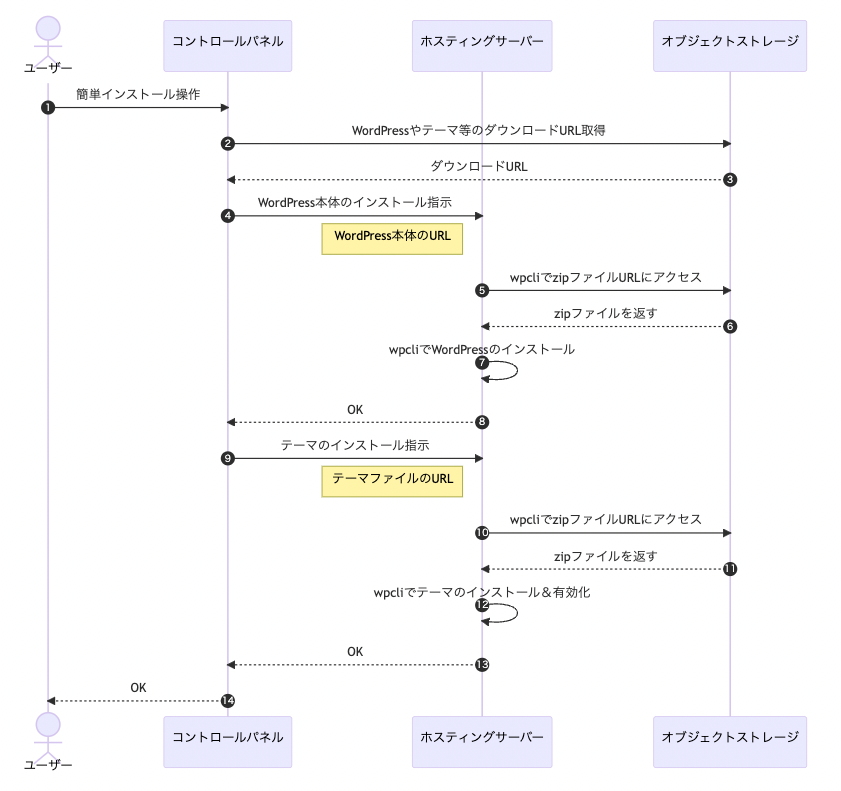 ユーザー
コントロールパネル
ホスティングサーバー
オブジェクトストレージ
1
簡単インストール操作
2
WordPressやテーマ等のダウンロードURL取得
3
ダウンロードURL
4
WordPress本体のインストール指示
WordPress本体のURL
5
wpcliでzipファイルURLにアクセス
6
zipファイルを返す
7
wpcliでWordPressのインストール
8
OK
9
テーマのインストール指示
テーマファイルのURL
10
wpcliでzipファイルURLにアクセス
11
zipファイルを返す
12
wpcliでテーマのインストール＆有効化
13
OK
14
OK
ユーザー
コントロールパネル
ホスティングサーバー
オブジェクトストレージ